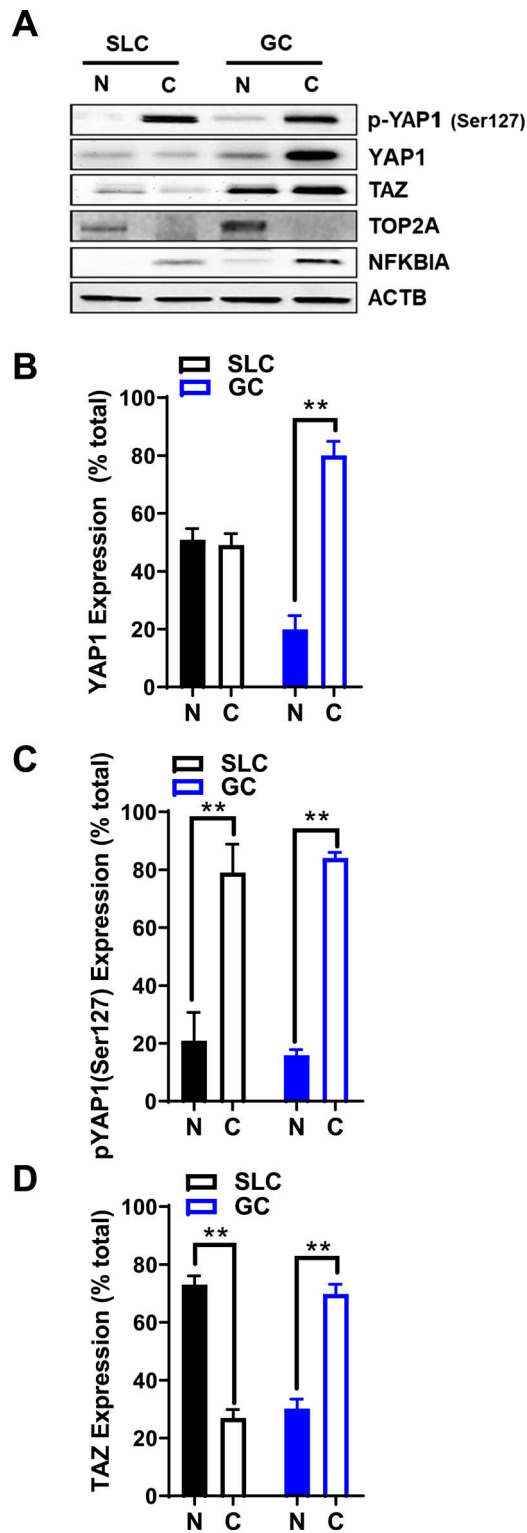 A
SLC GC
N C N C
p-YAP1 (Ser127)
YAP1
TAZ
TOP2A
NFKBIA
ACTB
B
SLC
GC
YAP1 Expression (% total)
100
80
60
40
20
0
**
N C N C
C
SLC
GC
pYAP1(Ser127) Expression (% total)
100
80
60
40
20
0
** **
N C N C
D
SLC
GC
TAZ Expression (% total)
100
80
60
40
20
0
** **
N C N C